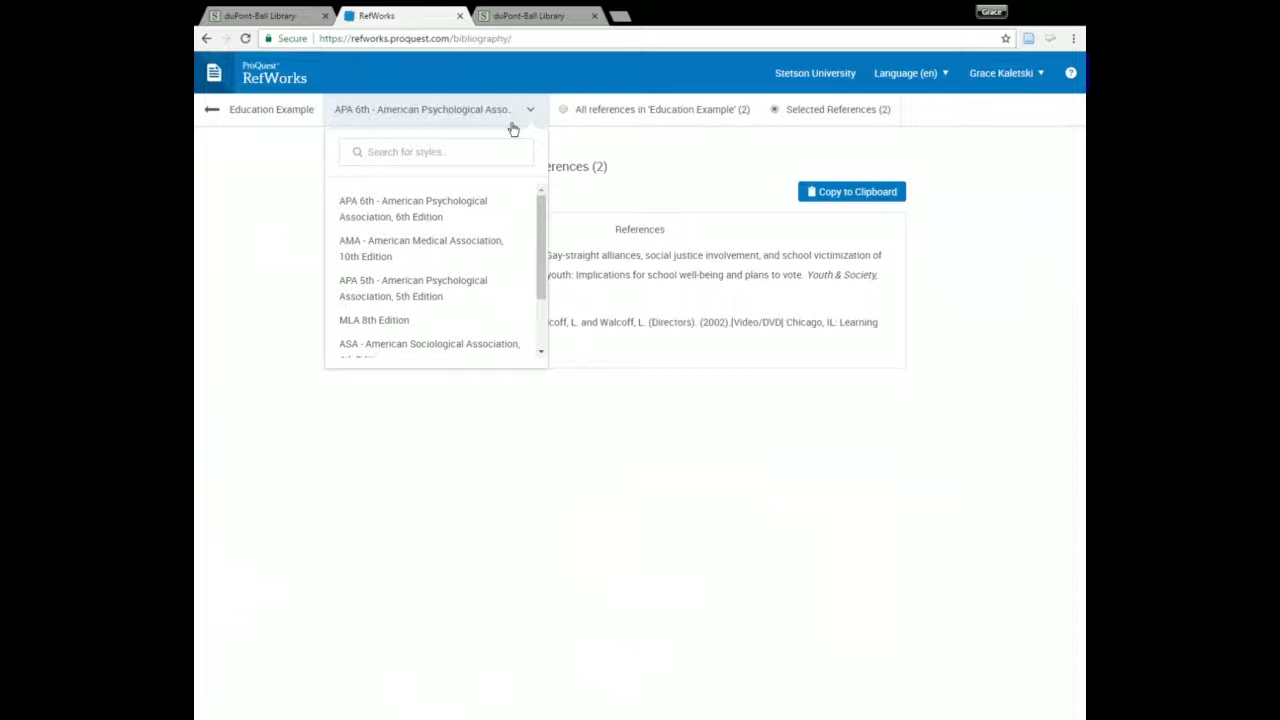 duPont-Ball Library
RefWorks
duPont-Ball Library
Grace
Secure
https://refworks.proquest.com/bibliography/
ProQuest
RefWorks
Stetson University
Language (en)
Grace Kaletski
Education Example
APA 6th - American Psychological Asso..
All references in 'Education Example' (2)
Selected References (2)
Search for styles..
erences (2)
Copy to Clipboard
APA 6th - American Psychological
Association, 6th Edition
AMA - American Medical Association,
10th Edition
APA 5th - American Psychological
Association, 5th Edition
MLA 8th Edition
ASA - American Sociological Association,
References
Gay-straight alliances, social justice involvement, and school victimization of
youth: Implications for school well-being and plans to vote. Youth & Society,
lcoff, L. and Walcoff, L. (Directors). (2002).[Video/DVD] Chicago, IL: Learning